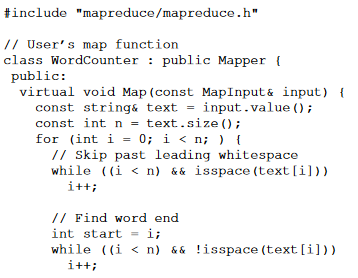 #include "mapreduce/mapreduce.h"

// User's map function
class WordCounter : public Mapper {
 public:
  virtual void Map(const MapInput& input) {
    const string& text = input.value();
    const int n = text.size();
    for (int i = 0; i < n; ) {
      // Skip past leading whitespace
      while ((i < n) && isspace(text[i]))
        i++;

      // Find word end
      int start = i;
      while ((i < n) && !isspace(text[i]))
        i++;